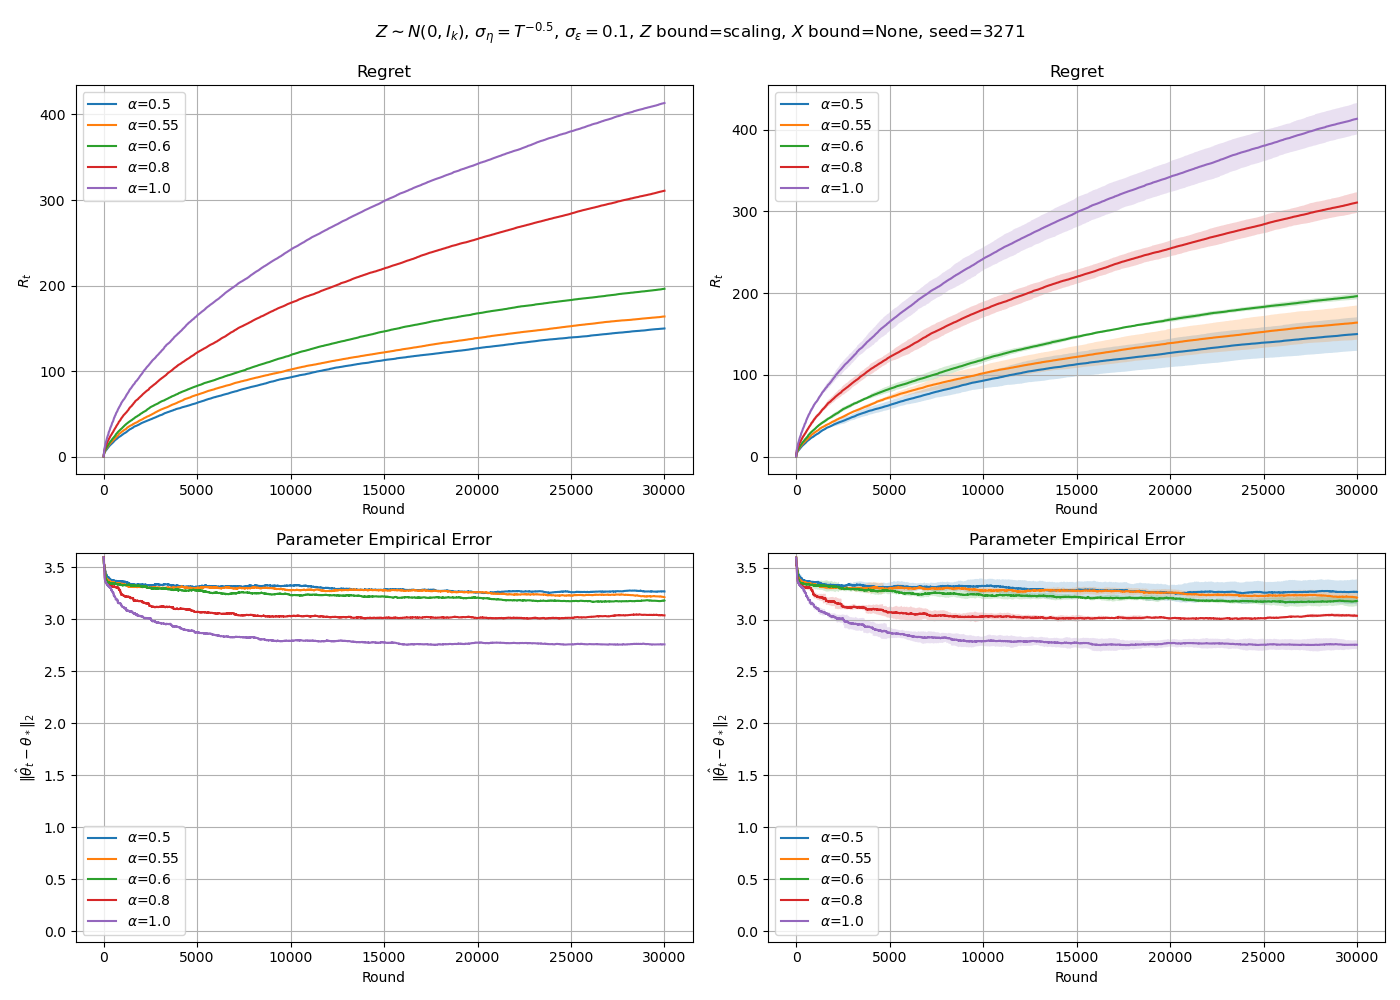 Z ~ N(0, I_k), σ_η = T^{-0.5}, σ_ε = 0.1, Z bound=scaling, X bound=None, seed=3271
Regret
R_t
400
300
200
100
0
α=0.5
α=0.55
α=0.6
α=0.8
α=1.0
0 5000 10000 15000 20000 25000 30000
Round
Regret
R_t
400
300
200
100
0
α=0.5
α=0.55
α=0.6
α=0.8
α=1.0
0 5000 10000 15000 20000 25000 30000
Round
Parameter Empirical Error
‖θ̂_t − θ_*‖_2
3.5
3.0
2.5
2.0
1.5
1.0
0.5
0.0
α=0.5
α=0.55
α=0.6
α=0.8
α=1.0
0 5000 10000 15000 20000 25000 30000
Round
Parameter Empirical Error
‖θ̂_t − θ_*‖_2
3.5
3.0
2.5
2.0
1.5
1.0
0.5
0.0
α=0.5
α=0.55
α=0.6
α=0.8
α=1.0
0 5000 10000 15000 20000 25000 30000
Round